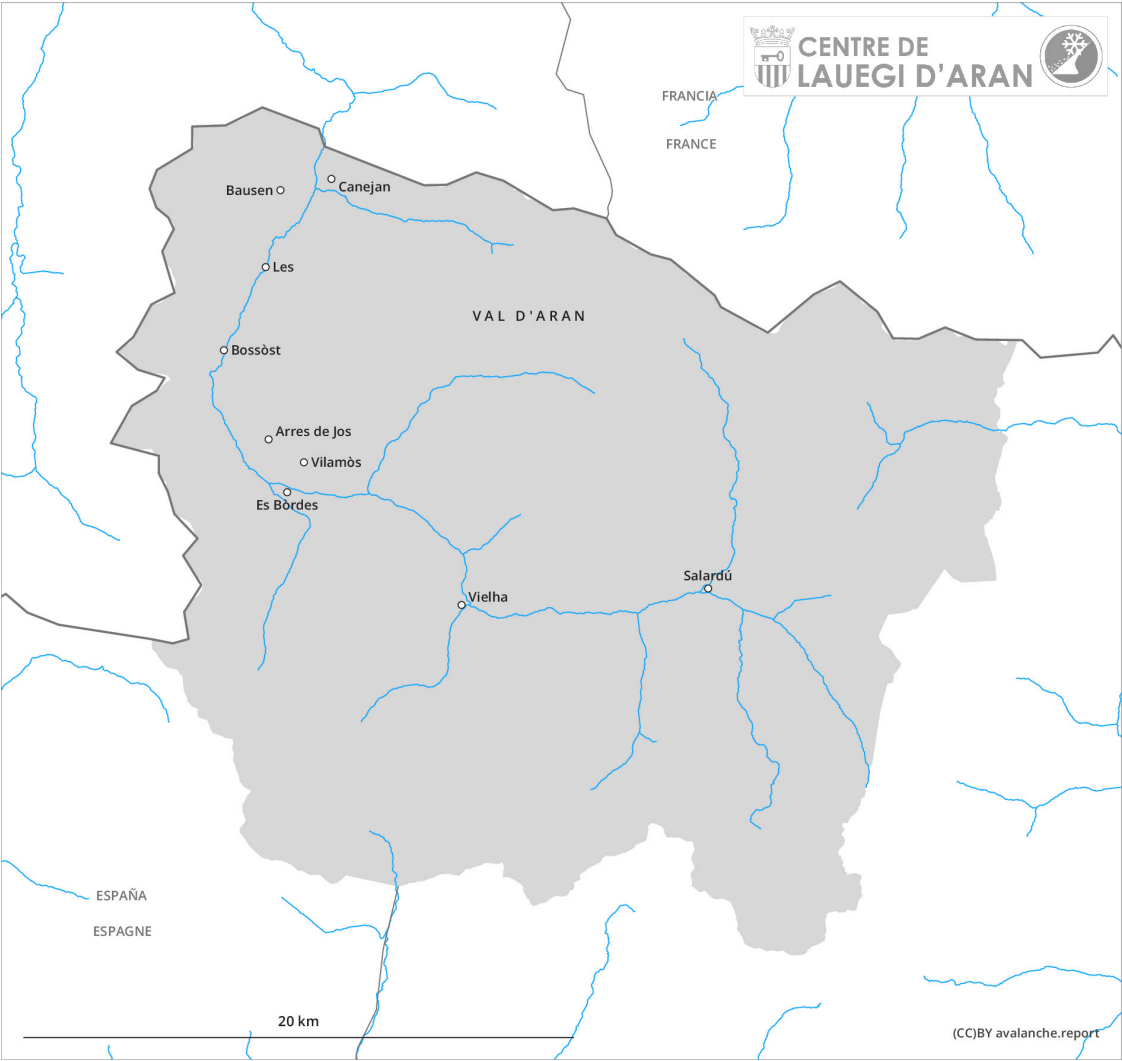 CENTRE DE
LAUEGI D'ARAN
FRANCIA
FRANCE
Bausen
Canejan
Les
VAL D'ARAN
Bossòst
Arres de Jos
Vilamòs
Es Bòrdes
Salardú
Vielha
ESPAÑA
ESPAGNE
20 km
(CC)BY avalanche.report